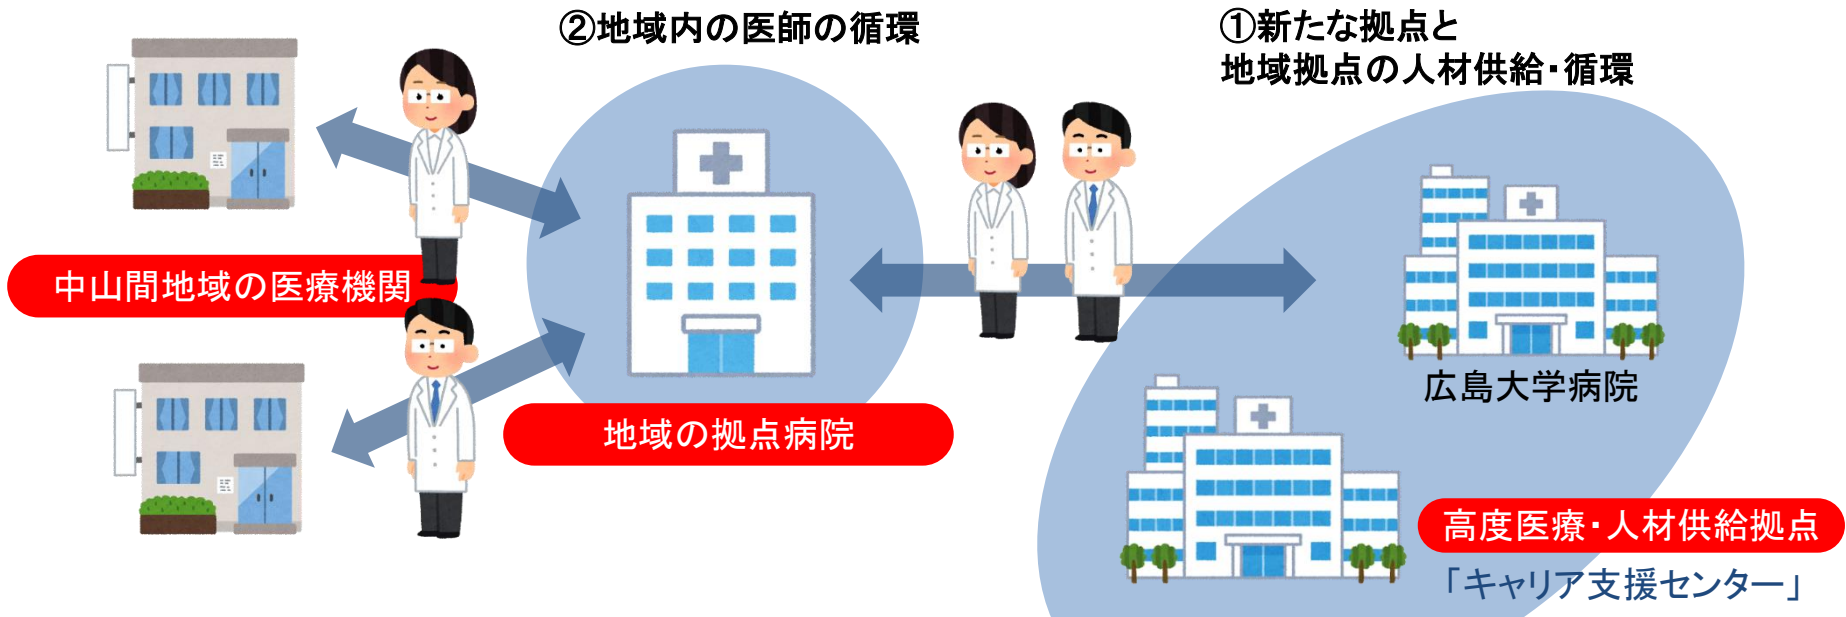 ②地域内の医師の循環
①新たな拠点と
地域拠点の人材供給・循環
中山間地域の医療機関
地域の拠点病院
広島大学病院
高度医療・人材供給拠点
「キャリア支援センター」